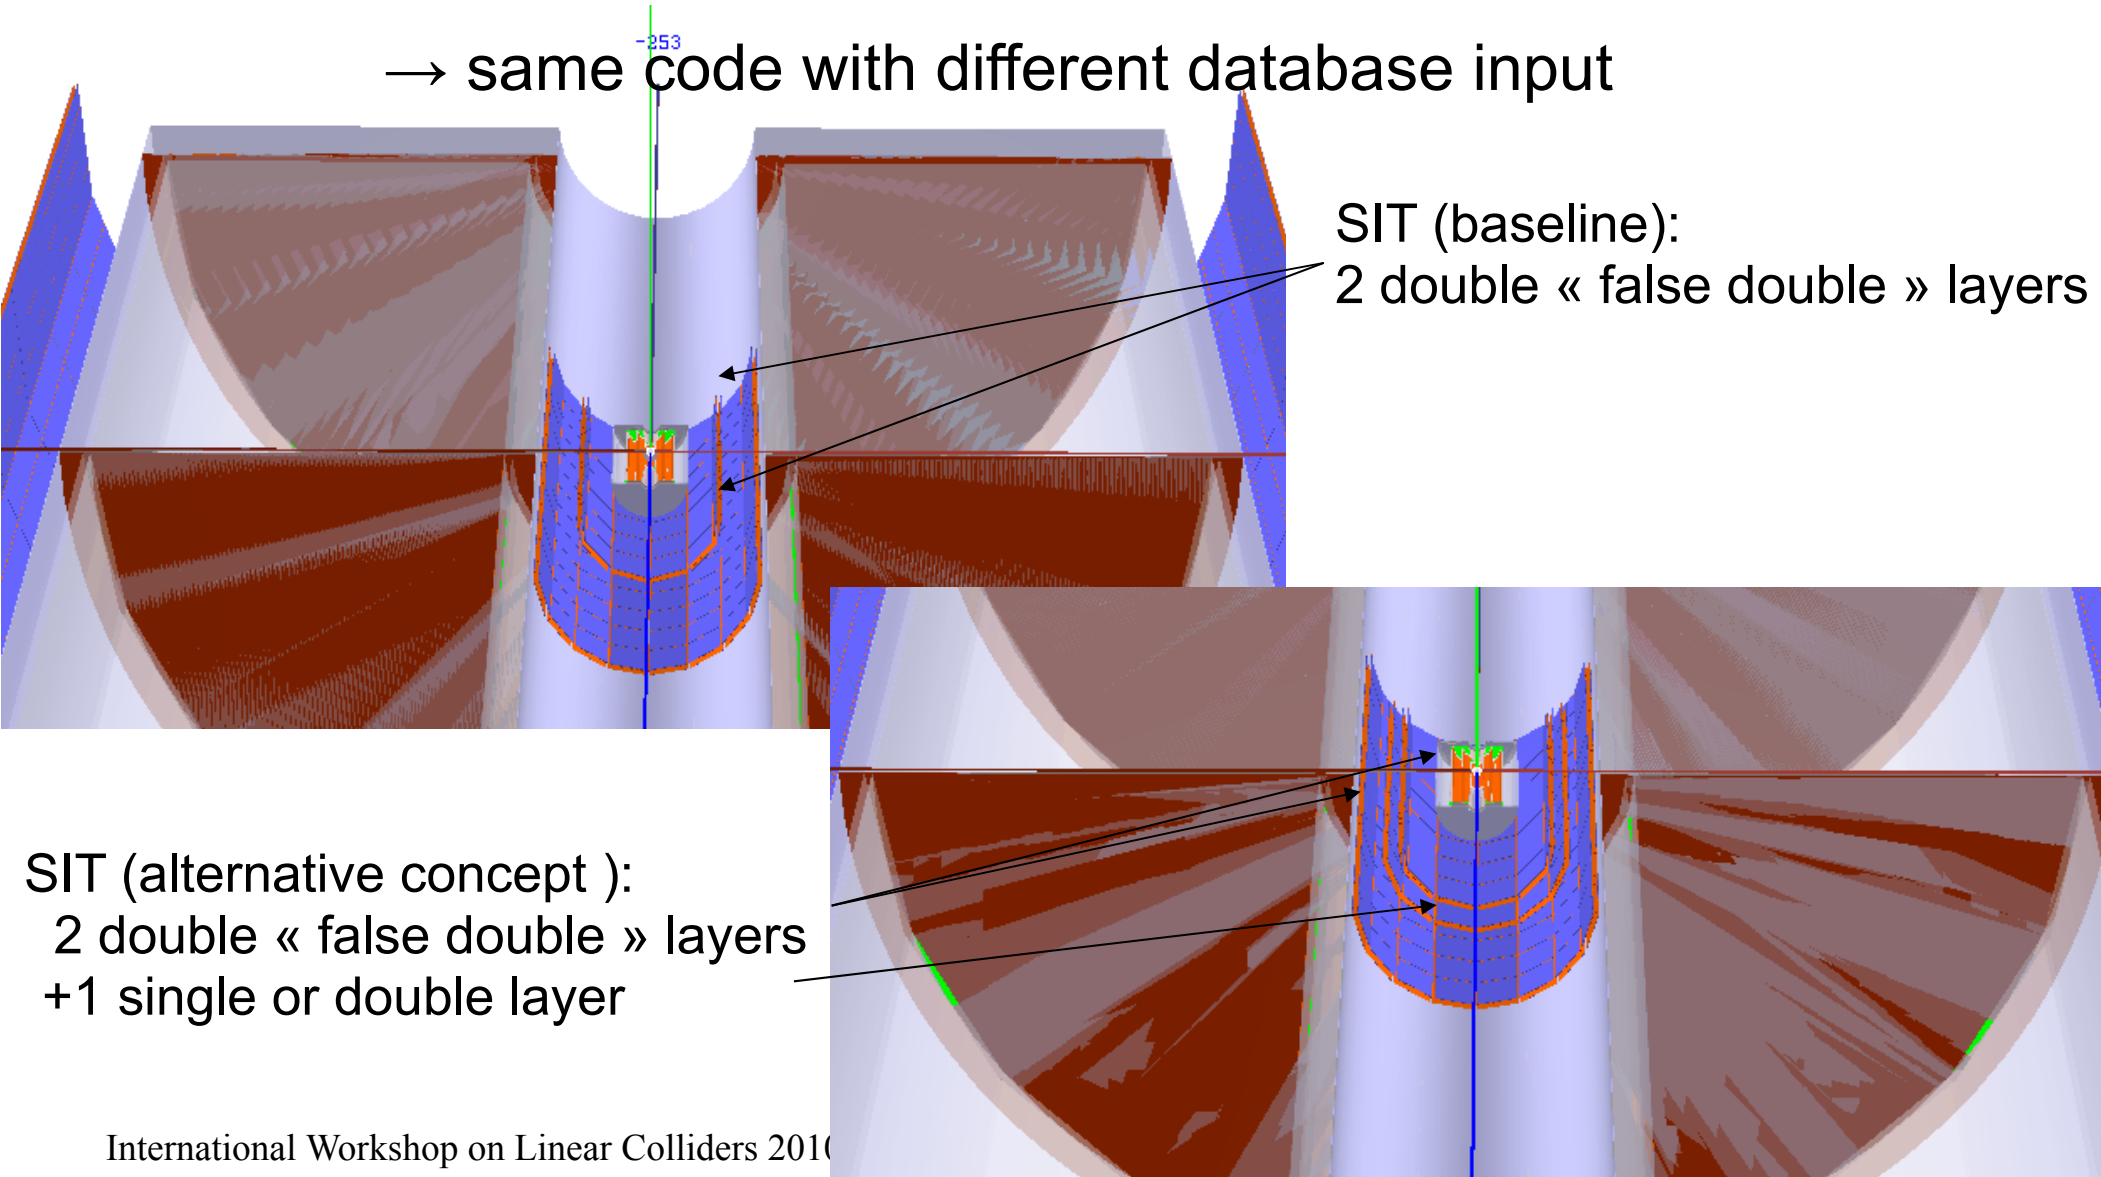 -253
→ same code with different database input
SIT (baseline):
2 double « false double » layers
SIT (alternative concept ):
2 double « false double » layers
+1 single or double layer
International Workshop on Linear Colliders 2010